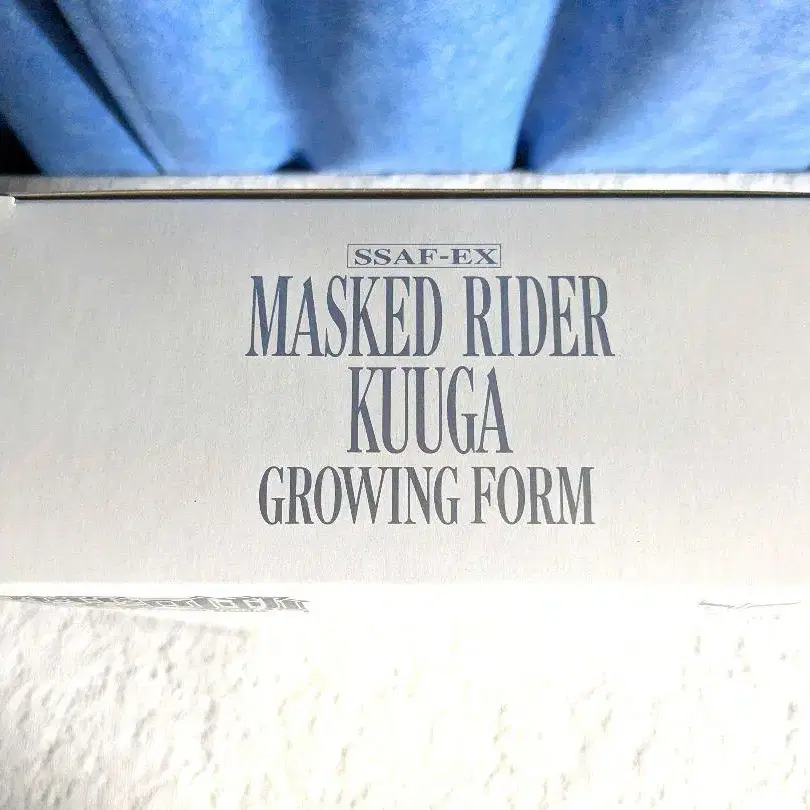 SSAF-EX
MASKED RIDER
KUUGA
GROWING FORM